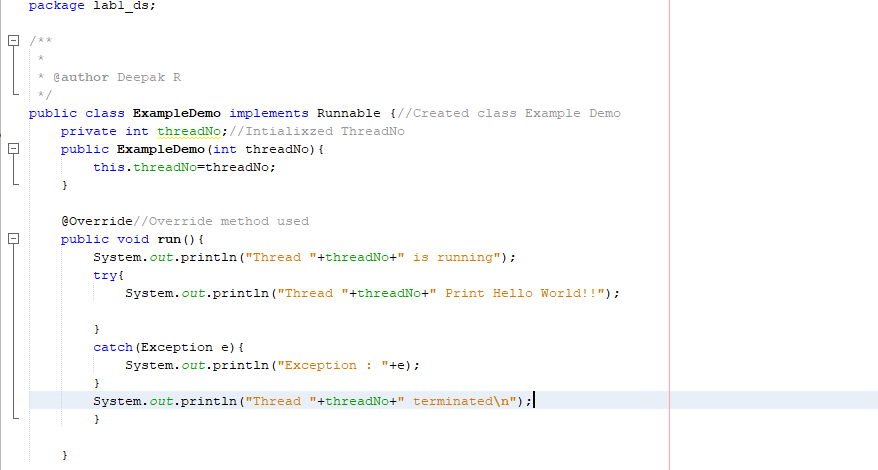 package lab1_ds;
/**
 *
 * @author Deepak R
 */
public class ExampleDemo implements Runnable {//Created class Example Demo
    private int threadNo;//Intialixzed ThreadNo
    public ExampleDemo(int threadNo){
        this.threadNo=threadNo;
    }
    @Override//Override method used
    public void run(){
        System.out.println("Thread "+threadNo+" is running");
        try{
            System.out.println("Thread "+threadNo+" Print Hello World!!");
        }
        catch(Exception e){
            System.out.println("Exception : "+e);
        }
        System.out.println("Thread "+threadNo+" terminated\n");
        }
    }